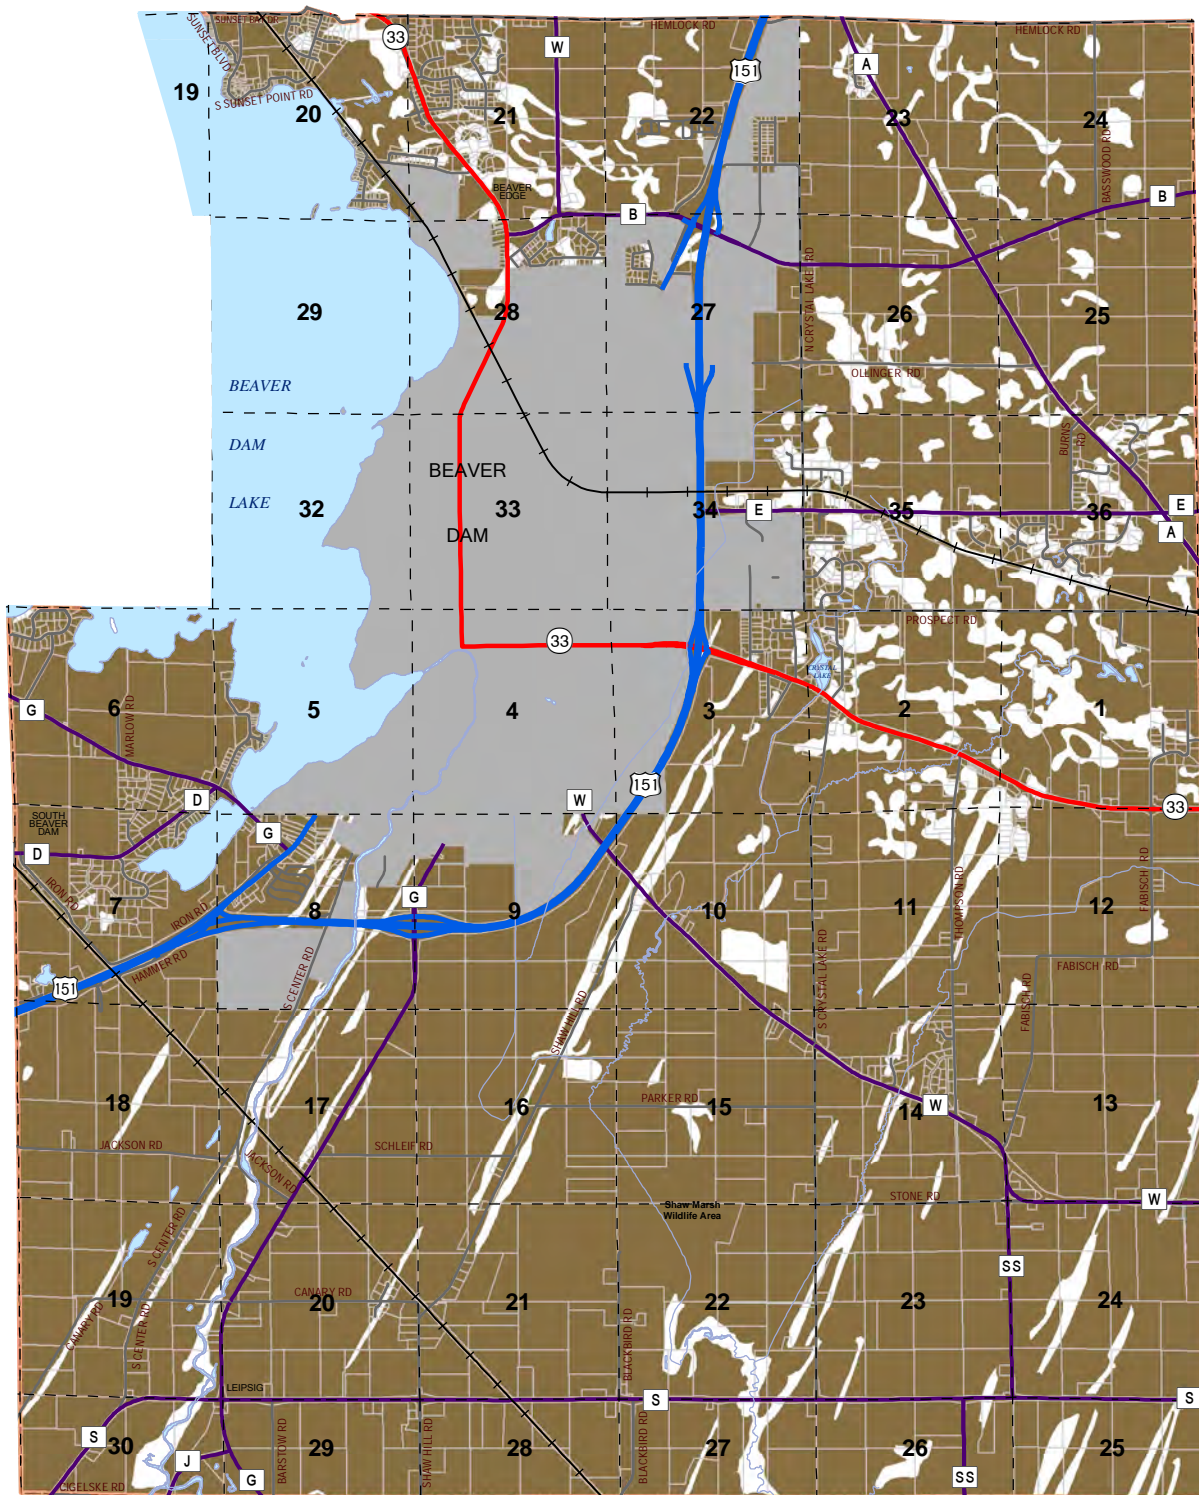 SUNSET BAY DR
SUNSET BLVD
33
W
HEMLOCK RD
151
A
HEMLOCK RD
19
S SUNSET POINT RD
20
21
22
23
24
BASSWOOD RD
BEAVER
EDGE
B
B
29
28
27
N CRYSTAL LAKE RD
26
25
BEAVER
OLLINGER RD
DAM
BURNS
RD
BEAVER
LAKE
32
33
34
E
35
36
E
A
DAM
PROSPECT RD
33
CRYSTAL
LAKE
G
6
MARLOW RD
5
4
3
2
1
151
D
W
33
SOUTH
BEAVER
DAM
G
D
IRON RD
FABISCH RD
THOMPSON RD
G
7
IRON RD
8
9
10
11
12
HAMMER RD
S CENTER RD
S CRYSTAL LAKE RD
FABISCH RD
151
FABISCH RD
SHAW HILL RD
18
17
16
PARKER RD
15
14
W
13
JACKSON RD
JACKSON RD
SCHLEIF RD
STONE RD
W
Shaw Marsh
Wildlife Area
S CENTER RD
SS
19
CANARY RD
20
CANARY RD
21
22
23
24
S CENTER RD
BLACKBIRD RD
LEIPSIG
S
S
S
30
J
G
BARSTOW RD
29
SHAW HILL RD
28
BLACKBIRD RD
27
26
SS
25
CIGELSKE RD